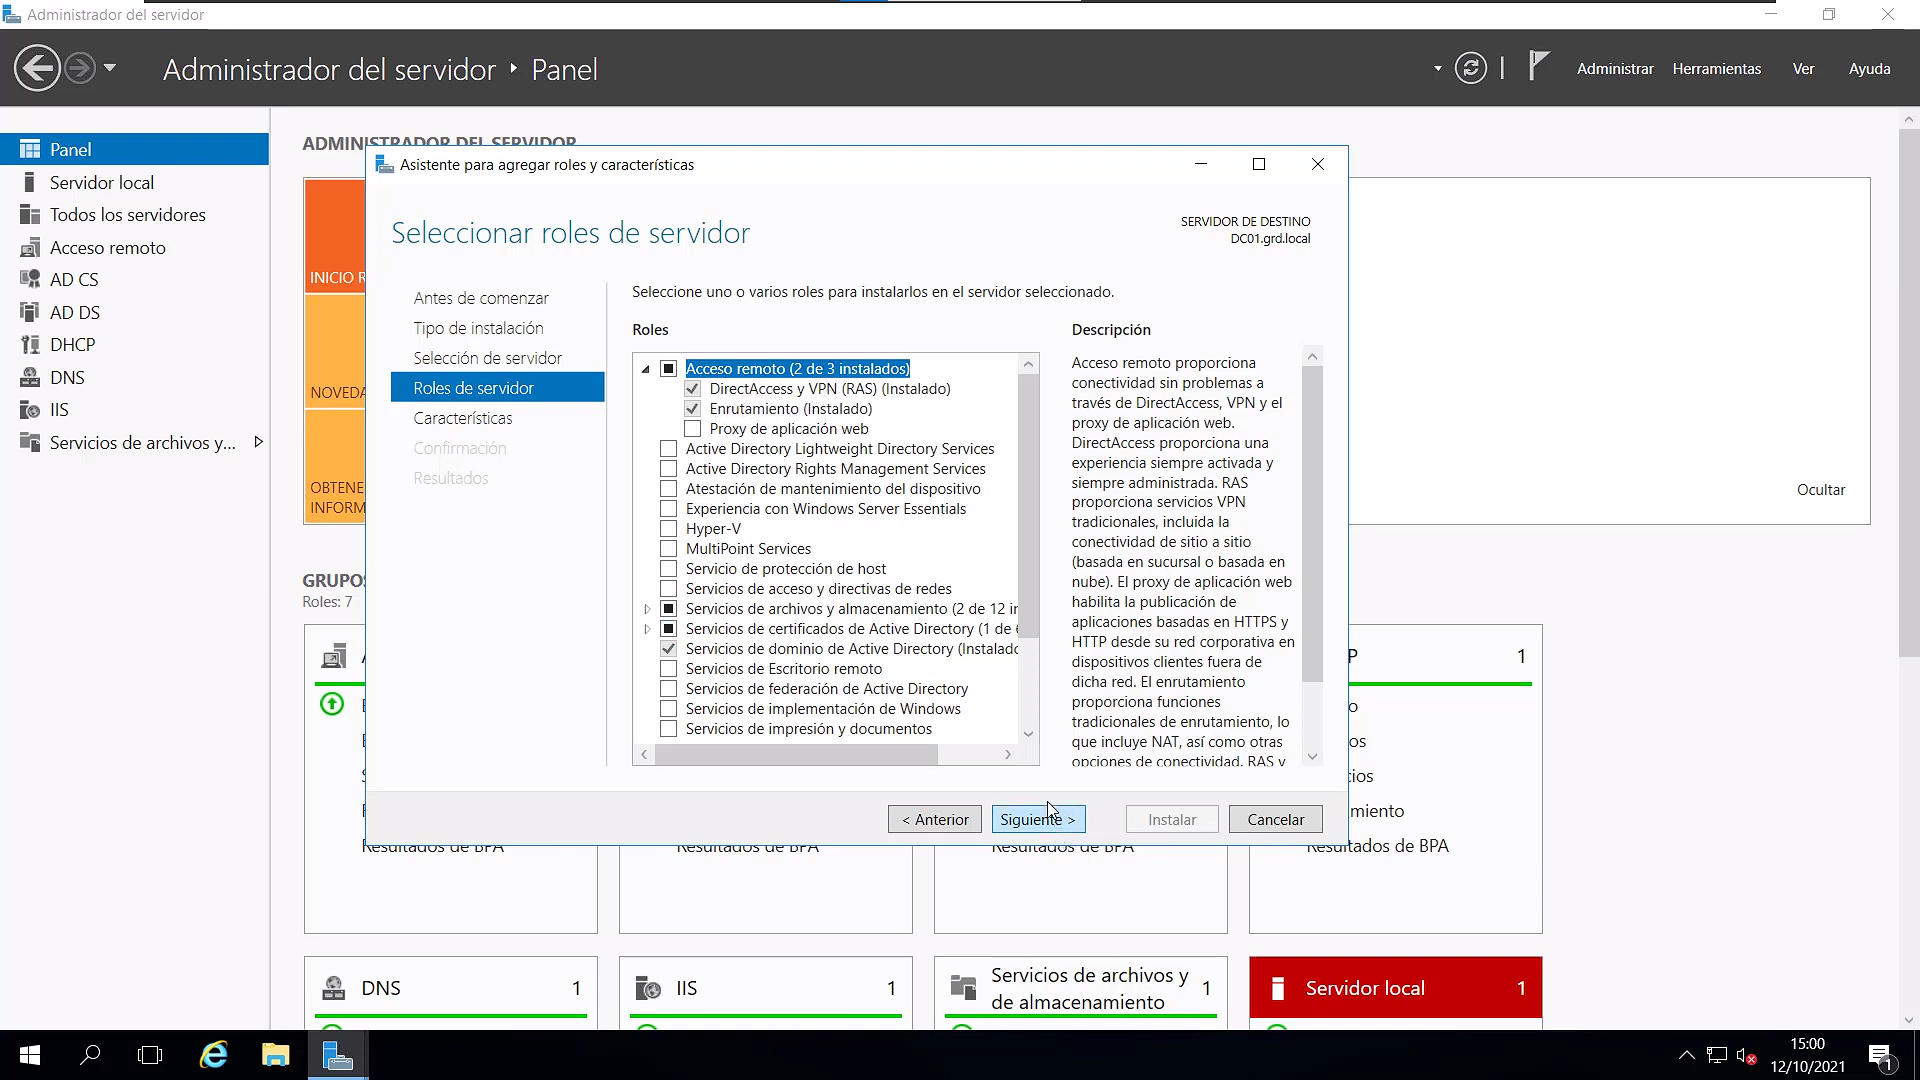 Administrador del servidor
Administrador del servidor ‣ Panel
Administrar
Herramientas
Ver
Ayuda
Panel
Servidor local
Todos los servidores
Acceso remoto
AD CS
AD DS
DHCP
DNS
IIS
Servicios de archivos y...
ADMINISTRADOR DEL SERVIDOR
INICIO R
NOVEDA
OBTENE
INFORM
Ocultar
GRUPOS
Roles: 7
Asistente para agregar roles y características
Seleccionar roles de servidor
SERVIDOR DE DESTINO
DC01.grd.local
Antes de comenzar
Tipo de instalación
Selección de servidor
Roles de servidor
Características
Confirmación
Resultados
Seleccione uno o varios roles para instalarlos en el servidor seleccionado.
Roles
Acceso remoto (2 de 3 instalados)
DirectAccess y VPN (RAS) (Instalado)
Enrutamiento (Instalado)
Proxy de aplicación web
Active Directory Lightweight Directory Services
Active Directory Rights Management Services
Atestación de mantenimiento del dispositivo
Experiencia con Windows Server Essentials
Hyper-V
MultiPoint Services
Servicio de protección de host
Servicios de acceso y directivas de redes
Servicios de archivos y almacenamiento (2 de 12 in
Servicios de certificados de Active Directory (1 de 6
Servicios de dominio de Active Directory (Instalado
Servicios de Escritorio remoto
Servicios de federación de Active Directory
Servicios de implementación de Windows
Servicios de impresión y documentos
Descripción
Acceso remoto proporciona
conectividad sin problemas a
través de DirectAccess, VPN y el
proxy de aplicación web.
DirectAccess proporciona una
experiencia siempre activada y
siempre administrada. RAS
proporciona servicios VPN
tradicionales, incluida la
conectividad de sitio a sitio
(basada en sucursal o basada en
nube). El proxy de aplicación web
habilita la publicación de
aplicaciones basadas en HTTPS y
HTTP desde su red corporativa en
dispositivos clientes fuera de
dicha red. El enrutamiento
proporciona funciones
tradicionales de enrutamiento, lo
que incluye NAT, así como otras
opciones de conectividad. RAS y
< Anterior
Siguiente >
Instalar
Cancelar
P 1
o
os
cios
miento
Resultados de BPA
Resultados de BPA
Resultados de BPA
Resultados de BPA
DNS 1
IIS 1
Servicios de archivos y
de almacenamiento 1
Servidor local 1
15:00
12/10/2021
1